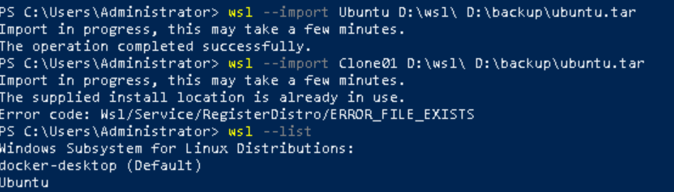 PS C:\Users\Administrator> wsl --import Ubuntu D:\wsl\ D:\backup\ubuntu.tar
Import in progress, this may take a few minutes.
The operation completed successfully.
PS C:\Users\Administrator> wsl --import Clone01 D:\wsl\ D:\backup\ubuntu.tar
Import in progress, this may take a few minutes.
The supplied install location is already in use.
Error code: Wsl/Service/RegisterDistro/ERROR_FILE_EXISTS
PS C:\Users\Administrator> wsl --list
Windows Subsystem for Linux Distributions:
docker-desktop (Default)
Ubuntu